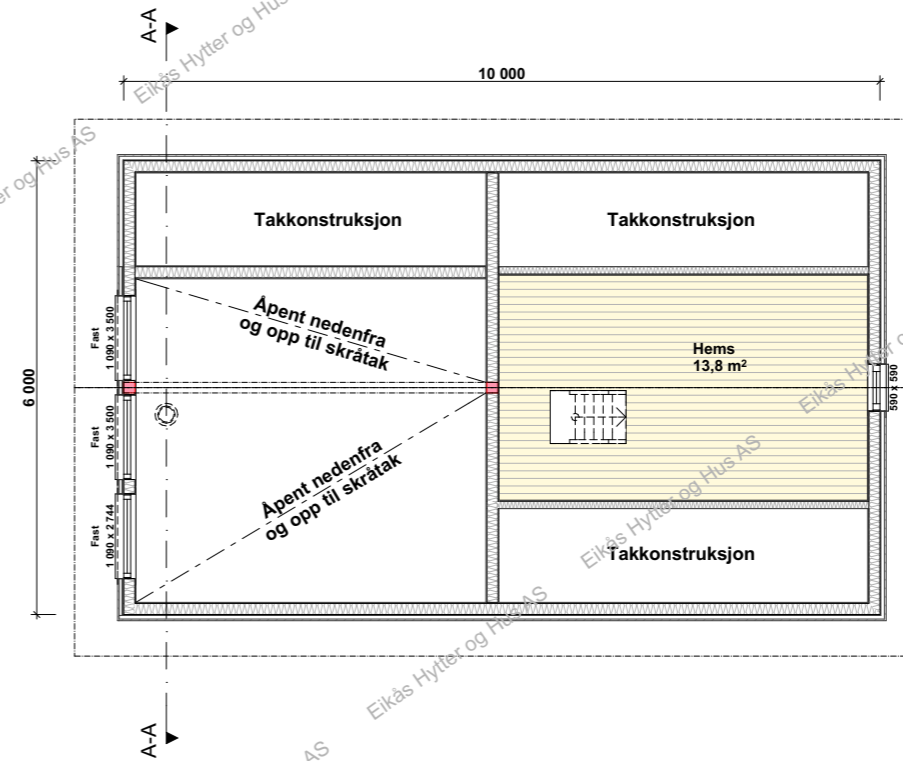 A-A
Eikås Hytter og Hus AS
10 000
er og Hus AS
Takkonstruksjon
Takkonstruksjon
Åpent nedenfra
og opp til skråtak
Fast
1 090 x 3 500
Hems
13,8 m²
6 000
Eikås Hytter og
590 x 590
Fast
1 090 x 3 500
Åpent nedenfra
og opp til skråtak
Eikås Hytter og Hus AS
Fast
1 090 x 2 744
Takkonstruksjon
Eikås Hytter og Hus AS
A-A
AS